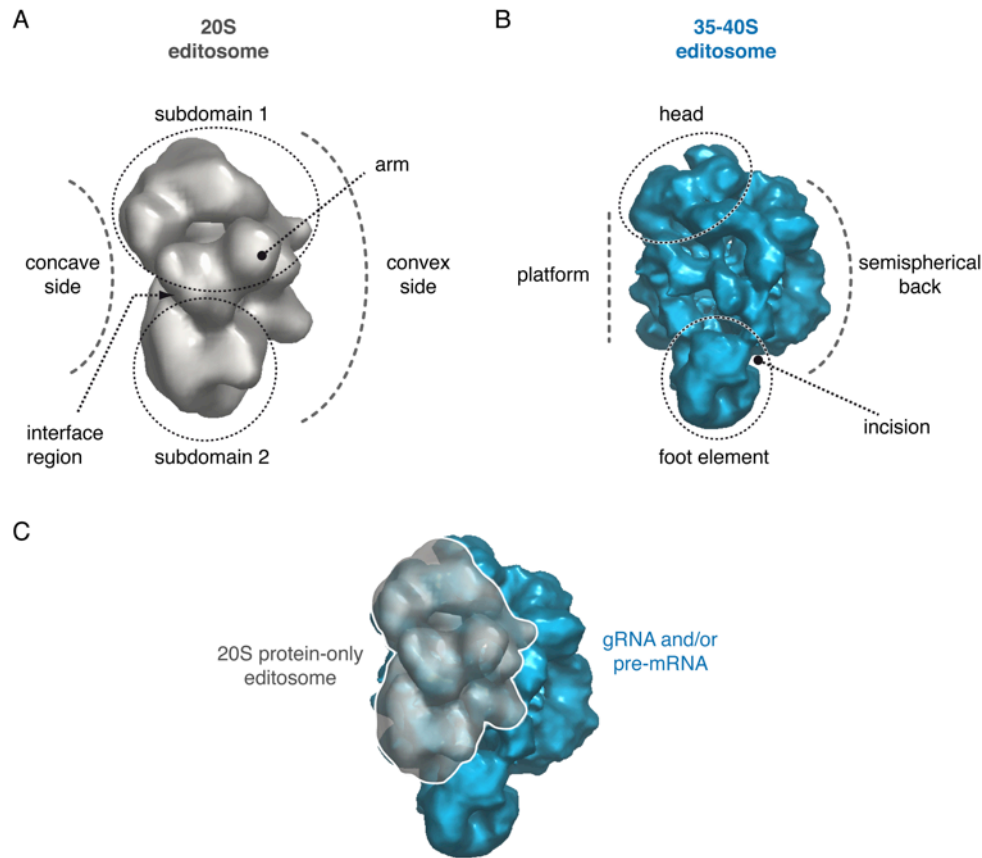 A
20S
editosome
subdomain 1
arm
concave
side
convex
side
interface
region
subdomain 2
B
35-40S
editosome
head
platform
semispherical
back
incision
foot element
C
20S protein-only
editosome
gRNA and/or
pre-mRNA